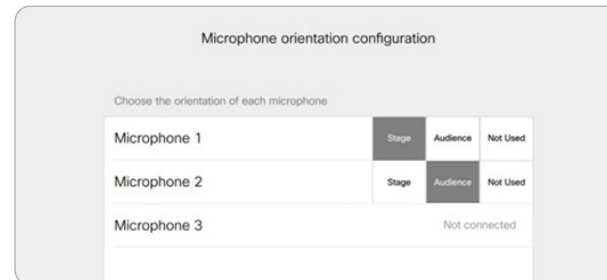 Microphone orientation configuration
Choose the orientation of each microphone
Microphone 1 Stage Audience Not Used
Microphone 2 Stage Audience Not Used
Microphone 3 Not connected